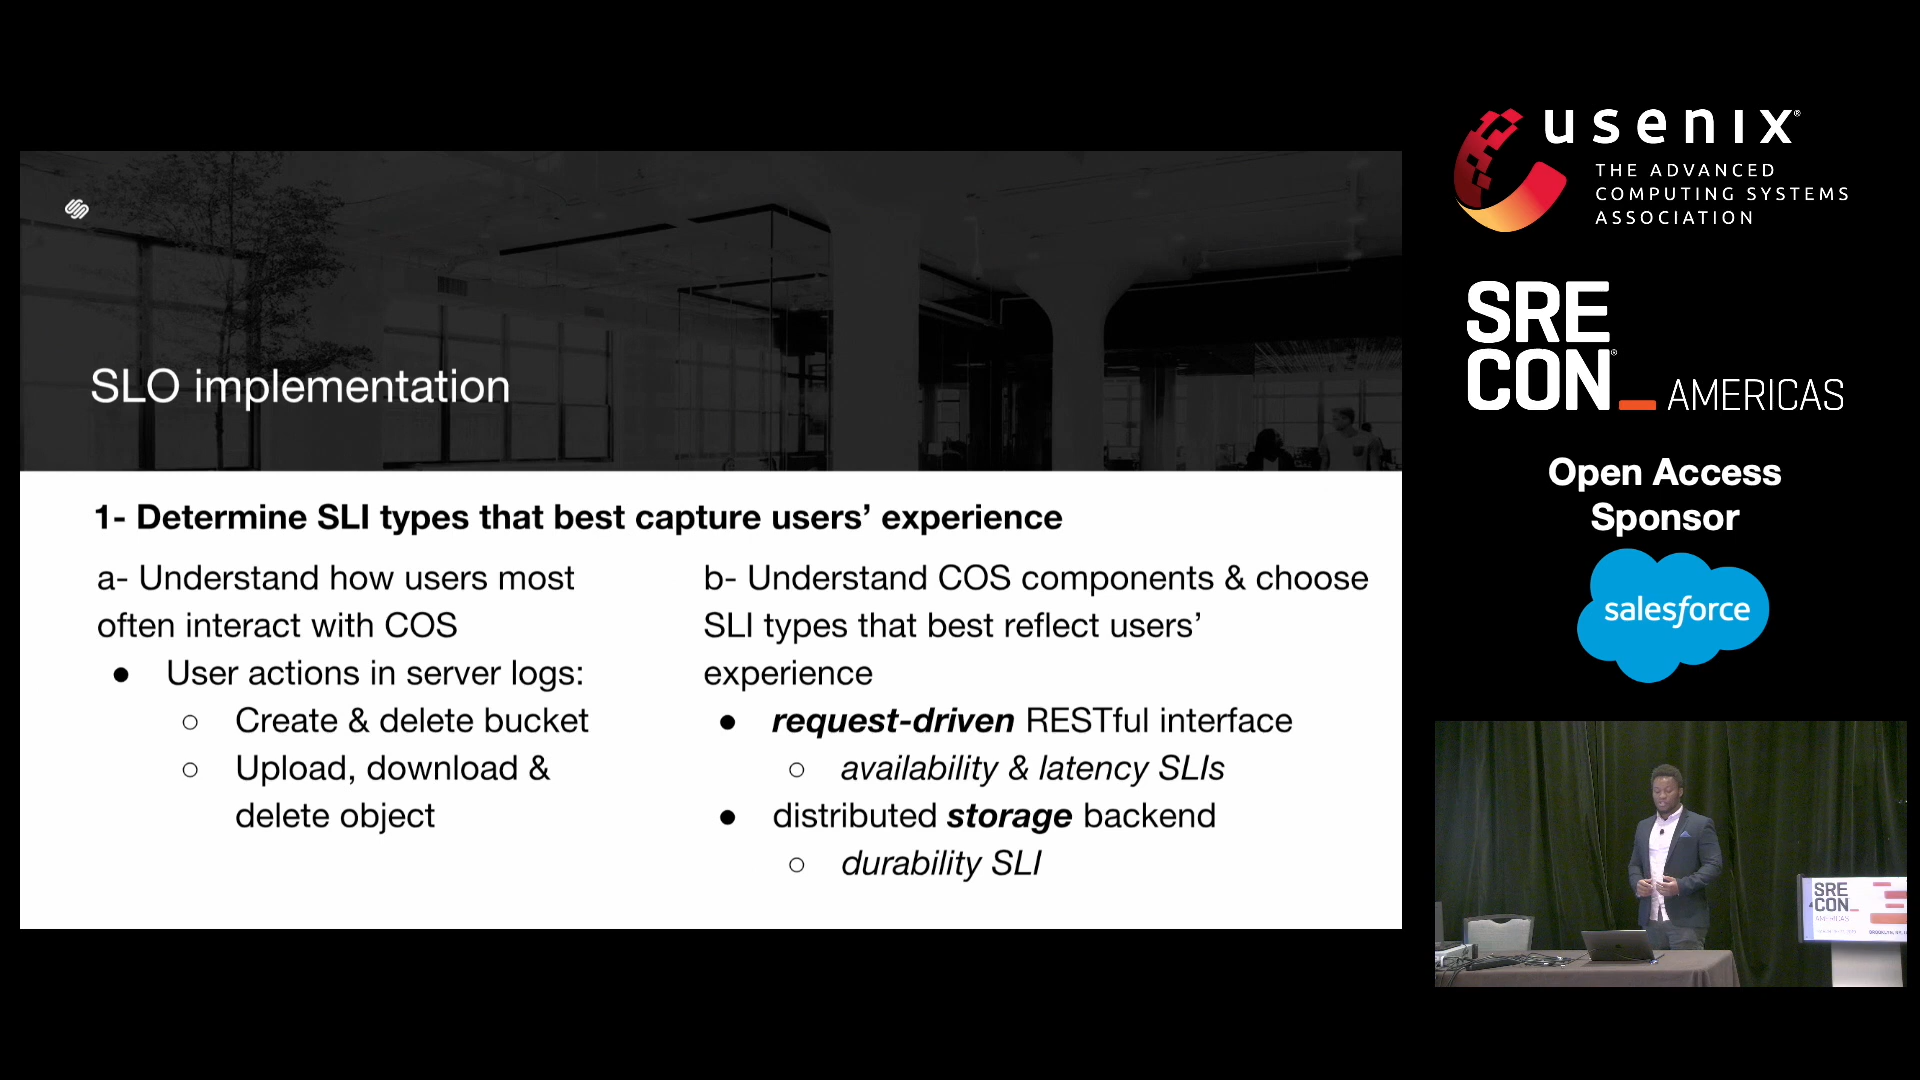 SLO implementation
1- Determine SLI types that best capture users’ experience
a- Understand how users most
often interact with COS
● User actions in server logs:
○ Create & delete bucket
○ Upload, download &
delete object
b- Understand COS components & choose
SLI types that best reflect users’
experience
● request-driven RESTful interface
○ availability & latency SLIs
● distributed storage backend
○ durability SLI
usenix®
THE ADVANCED
COMPUTING SYSTEMS
ASSOCIATION
SRE
CON®_ AMERICAS
Open Access
Sponsor
salesforce
SRE
CON_
AMERICAS